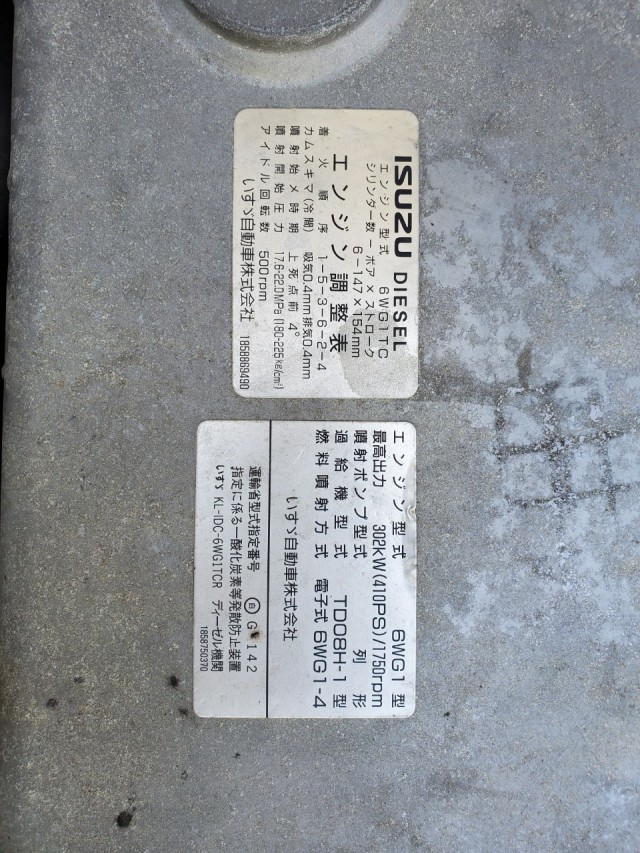 ISUZU DIESEL
エンジン型式 6WG1TC
シリンダー数ーボア×ストローク
6-147×154mm
エンジン調整表
着火順序 1-5-3-6-2-4
カムスキマ(冷間) 吸気0.4mm排気0.4mm
噴射始メ時期 上死点前 4°
噴射開始圧力 17.6-22.0MPa(180-225kg/cm²)
アイドル回転数 500rpm
いすゞ自動車株式会社 1858869490
エンジン型式 6WG1型
最高出力 302kW(410PS)/1750rpm
噴射ポンプ型式 列形
過給機型式 TD08H-1型
燃料噴射方式 電子式 6WG1-4
いすゞ自動車株式会社
運輸省型式指定番号 Ⓑ G 142
指定に係る一酸化炭素等発散防止装置
いすゞ KL-IDC-6WG1TCR ディーゼル機関
1858750370